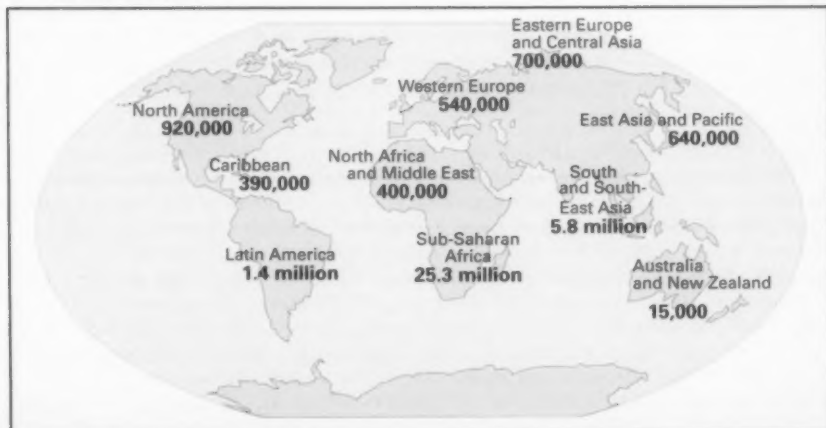 Eastern Europe
and Central Asia
700,000
Western Europe
540,000
North America
920,000
East Asia and Pacific
640,000
Caribbean
390,000
North Africa
and Middle East
400,000
South
and South-
East Asia
5.8 million
Latin America
1.4 million
Sub-Saharan
Africa
25.3 million
Australia
and New Zealand
15,000